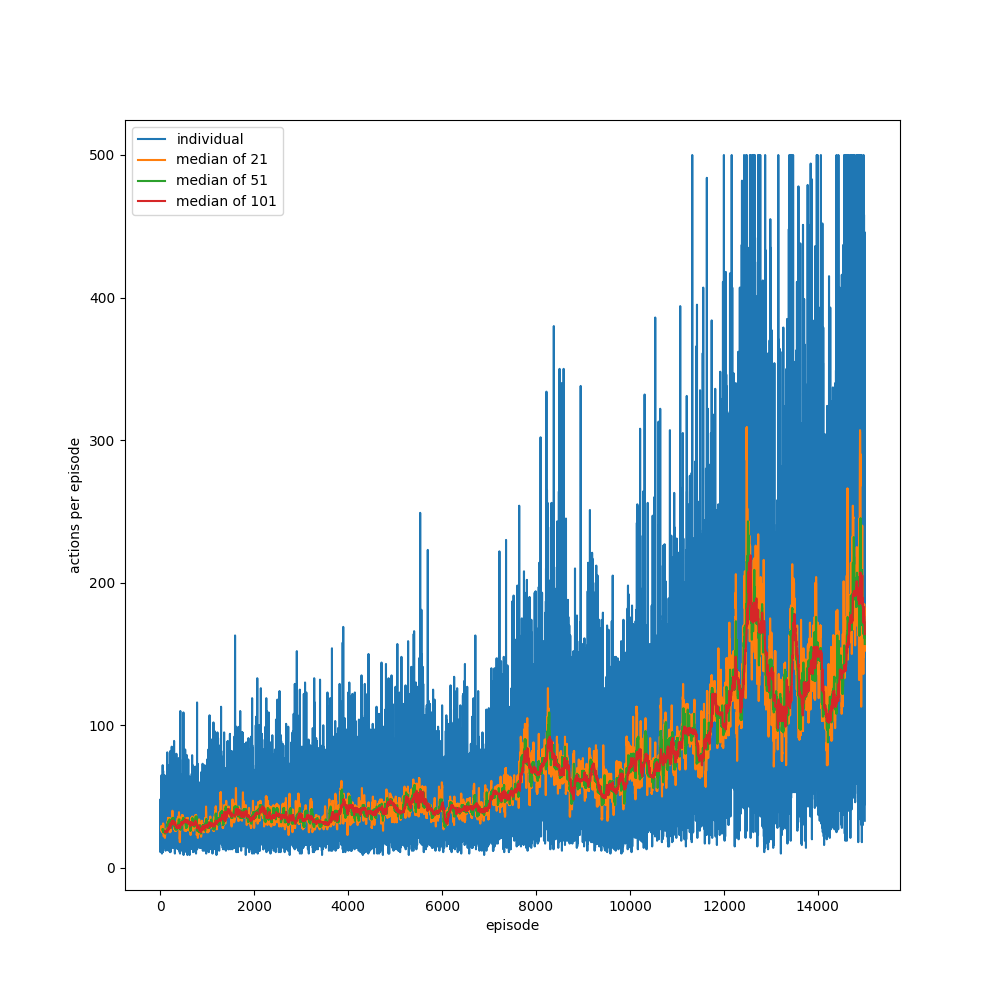 individual
median of 21
median of 51
median of 101
500
400
300
200
100
0
actions per episode
0 2000 4000 6000 8000 10000 12000 14000
episode